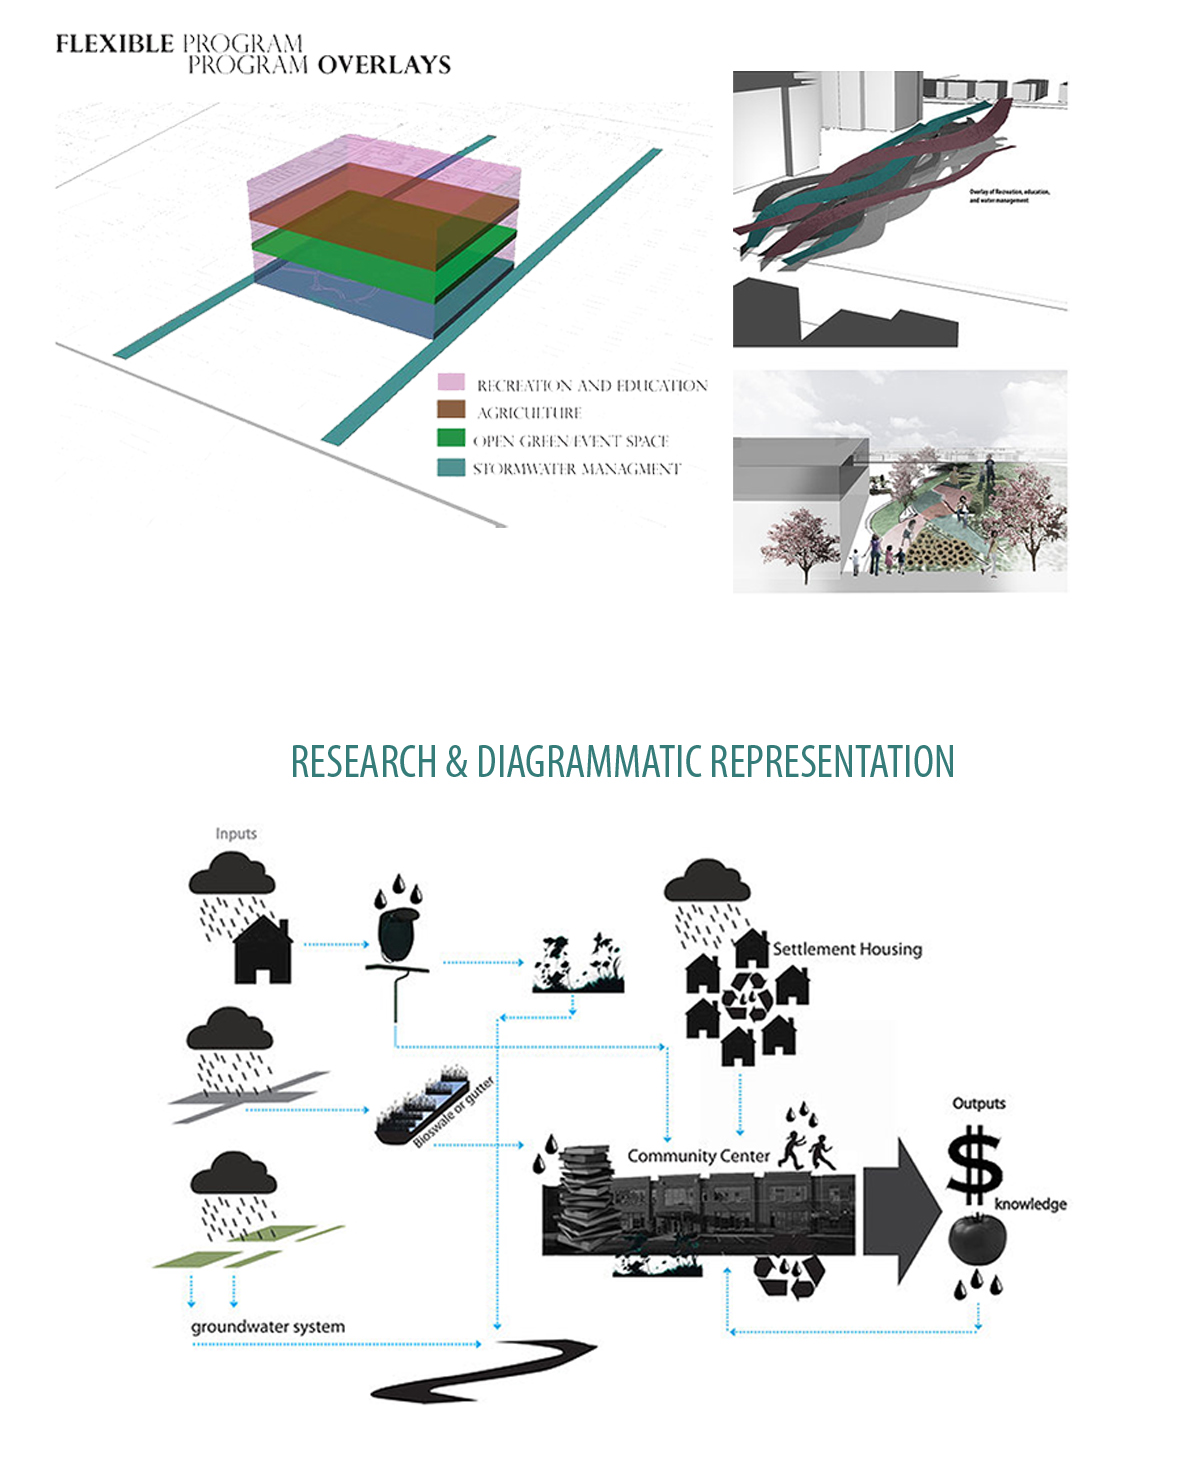 FLEXIBLE PROGRAM
PROGRAM OVERLAYS
Overlay of Recreation, education,
and water management
RECREATION AND EDUCATION
AGRICULTURE
OPEN GREEN/EVENT SPACE
STORMWATER MANAGMENT
RESEARCH & DIAGRAMMATIC REPRESENTATION
Inputs
Settlement Housing
Bioswale or gutter
Community Center
Outputs
$
knowledge
groundwater system